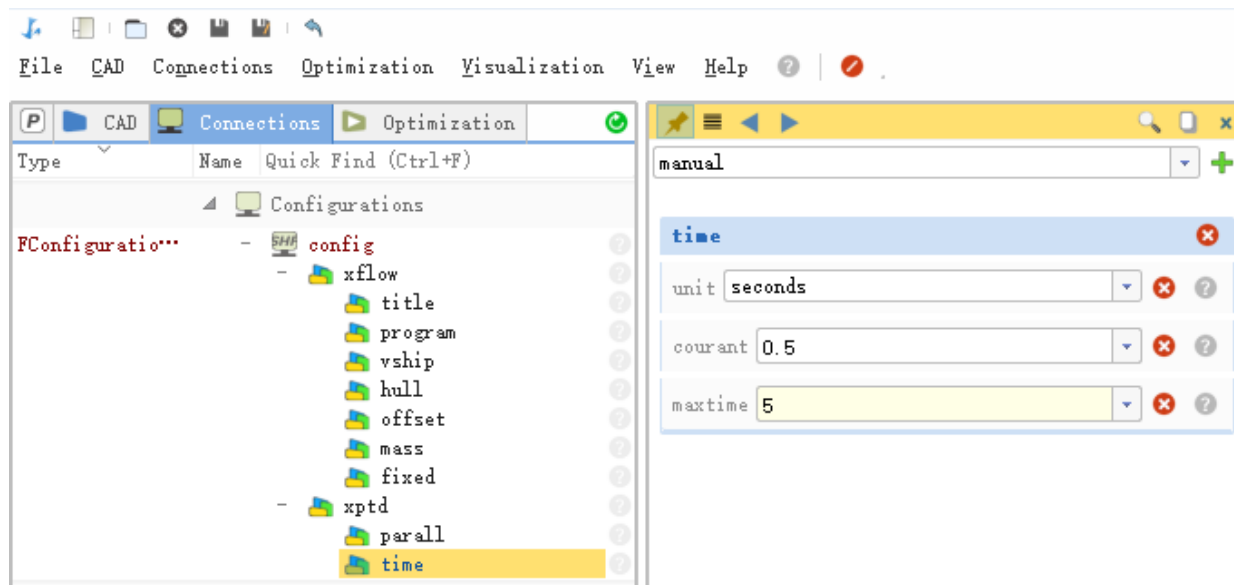 File CAD Connections Optimization Visualization View Help
P CAD Connections Optimization
Type Name Quick Find (Ctrl+F)
Configurations
FConfiguratio… SHF config
xflow
title
program
vship
hull
offset
mass
fixed
xptd
parall
time
manual
time
unit seconds
courant 0.5
maxtime 5